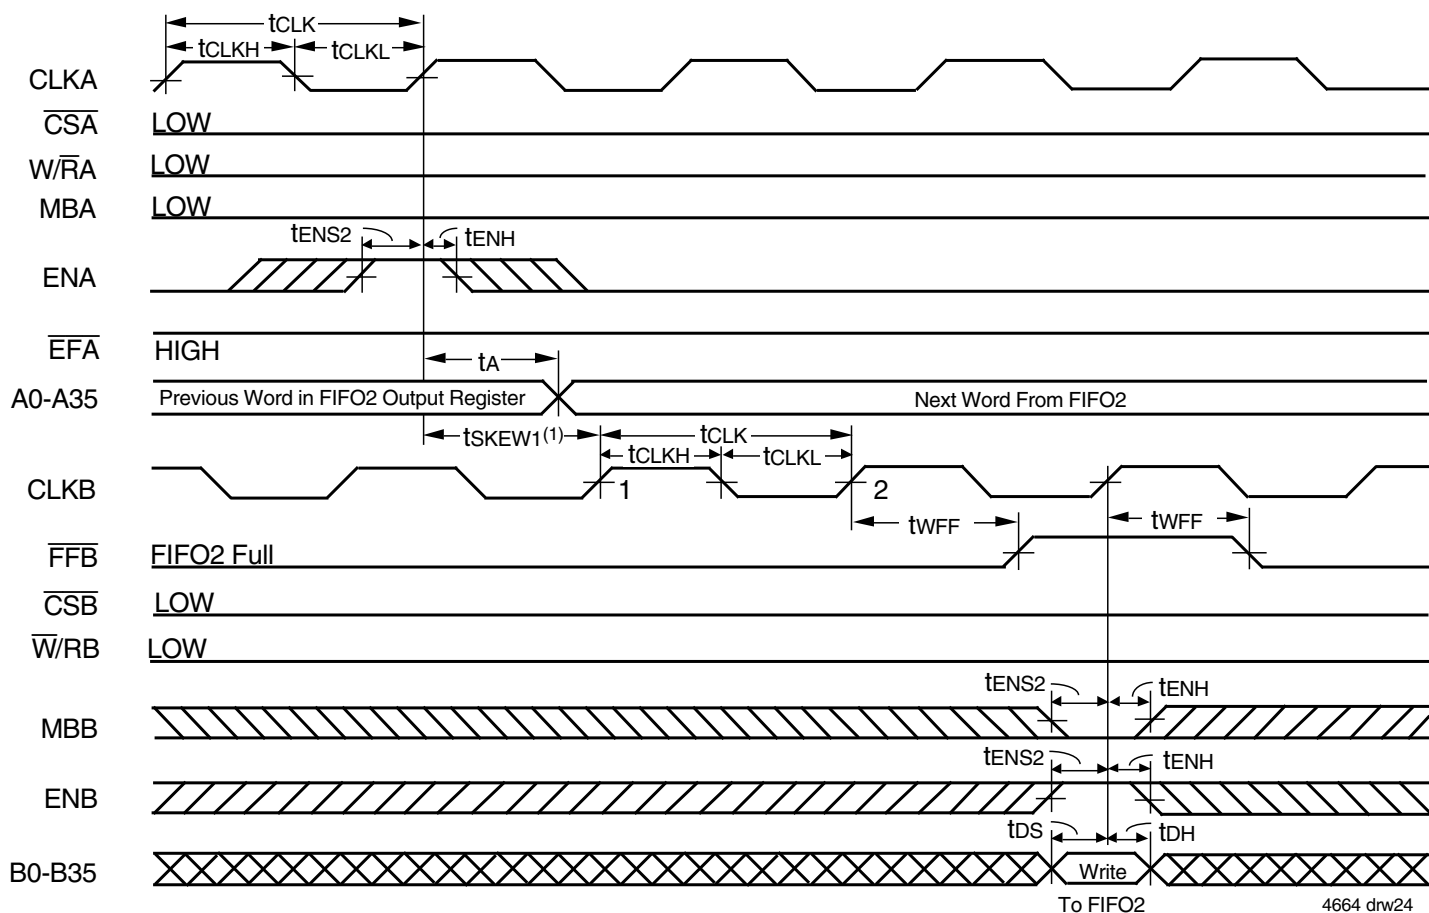 tCLK
tCLKH tCLKL
CLKA
CSA LOW
W/RA LOW
MBA LOW
tENS2 tENH
ENA
EFA HIGH
tA
A0-A35 Previous Word in FIFO2 Output Register Next Word From FIFO2
tSKEW1(1) tCLK
tCLKH tCLKL
CLKB 1 2
tWFF tWFF
FFB FIFO2 Full
CSB LOW
W/RB LOW
tENS2 tENH
MBB
tENS2 tENH
ENB
tDS tDH
B0-B35 Write
To FIFO2 4664 drw24